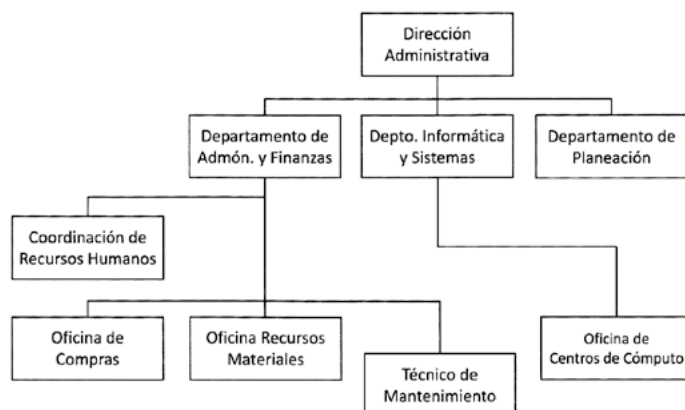 Dirección
Administrativa
Departamento de
Admón. y Finanzas
Depto. Informática
y Sistemas
Departamento de
Planeación
Coordinación de
Recursos Humanos
Oficina de
Compras
Oficina Recursos
Materiales
Técnico de
Mantenimiento
Oficina de
Centros de Cómputo